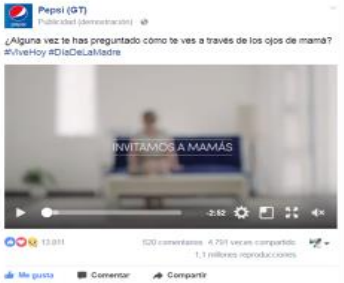 Pepsi (GT)
Publicidad (demostración)
¿Alguna vez te has preguntado cómo te ves a través de los ojos de mamá?
#ViveHoy #DíaDeLaMadre
INVITAMOS A MAMÁS
-2:52
13.011
520 comentarios 4.791 veces compartido
1,1 millones reproducciones
Me gusta Comentar Compartir